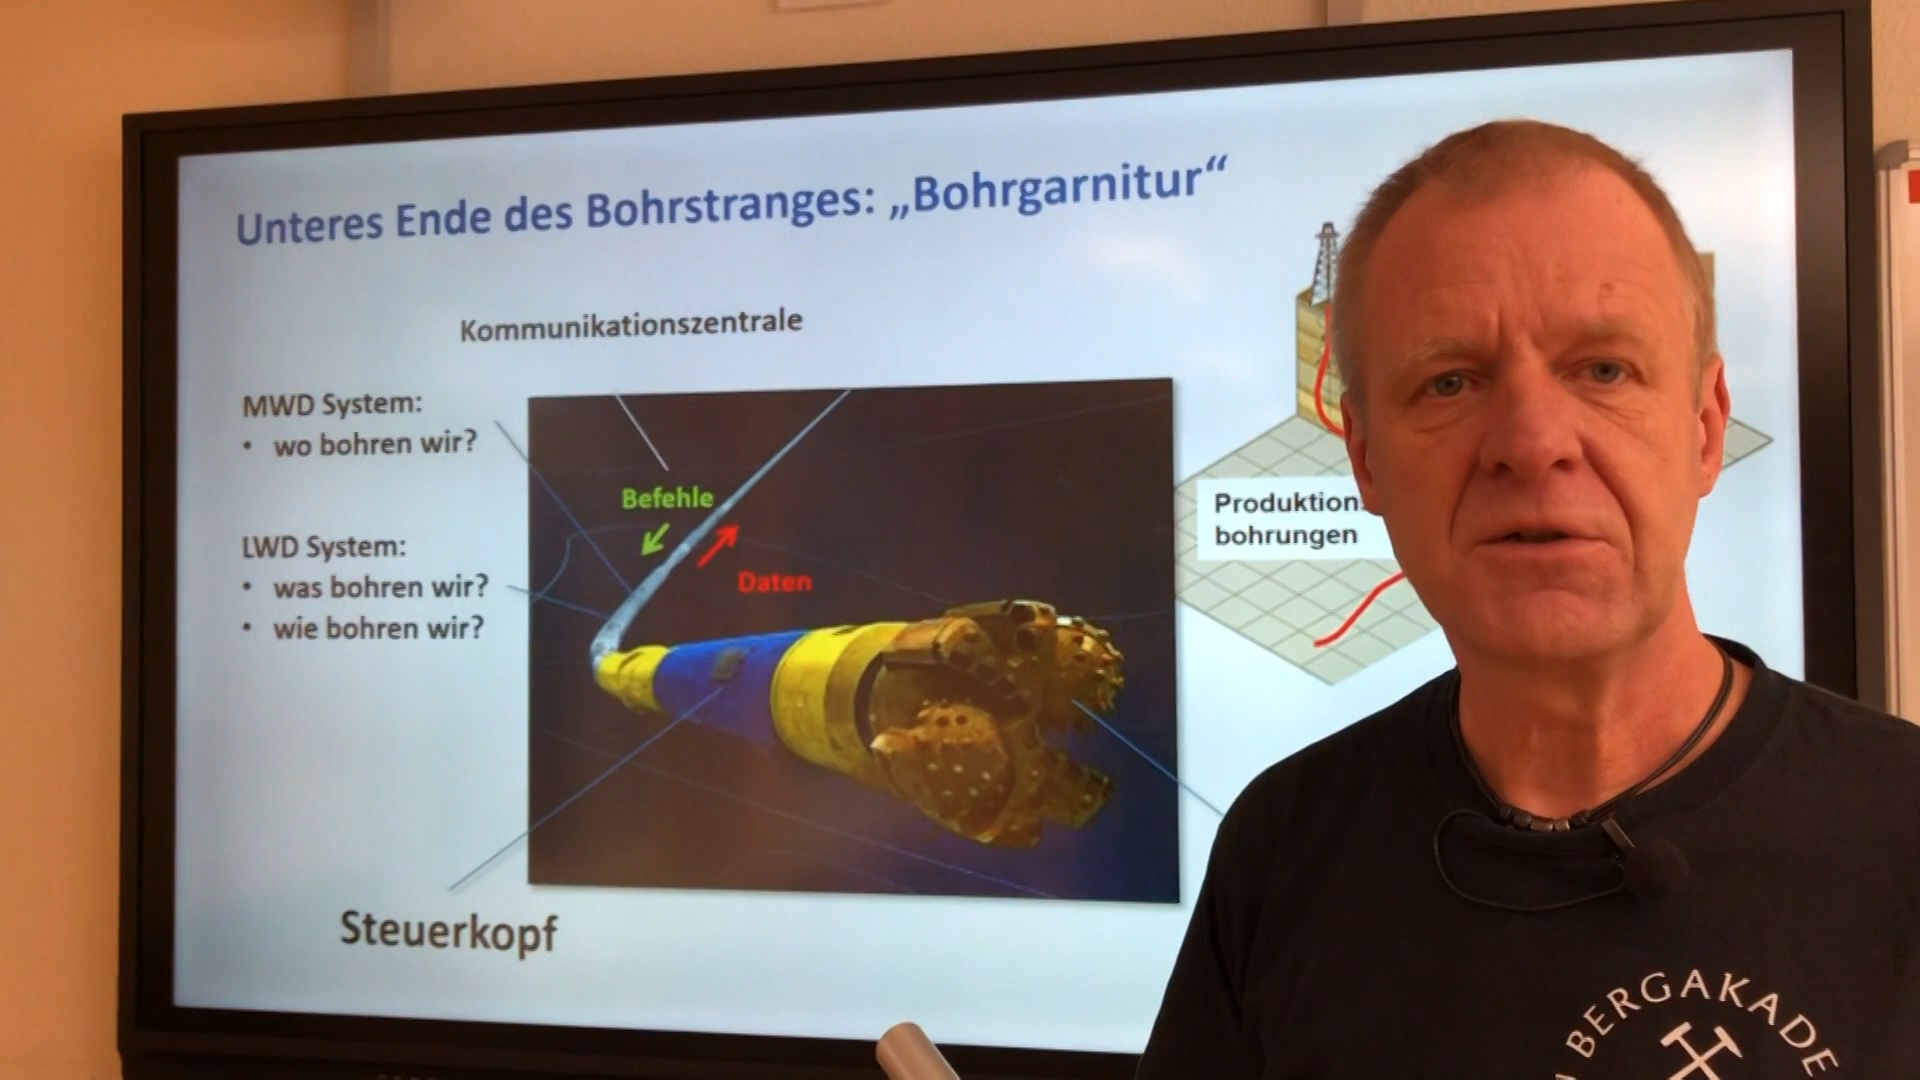 Unteres Ende des Bohrstranges: „Bohrgarnitur“
Kommunikationszentrale
MWD System:
• wo bohren wir?
LWD System:
• was bohren wir?
• wie bohren wir?
Befehle
Daten
Produktions
bohrungen
Steuerkopf
BERGAKADE